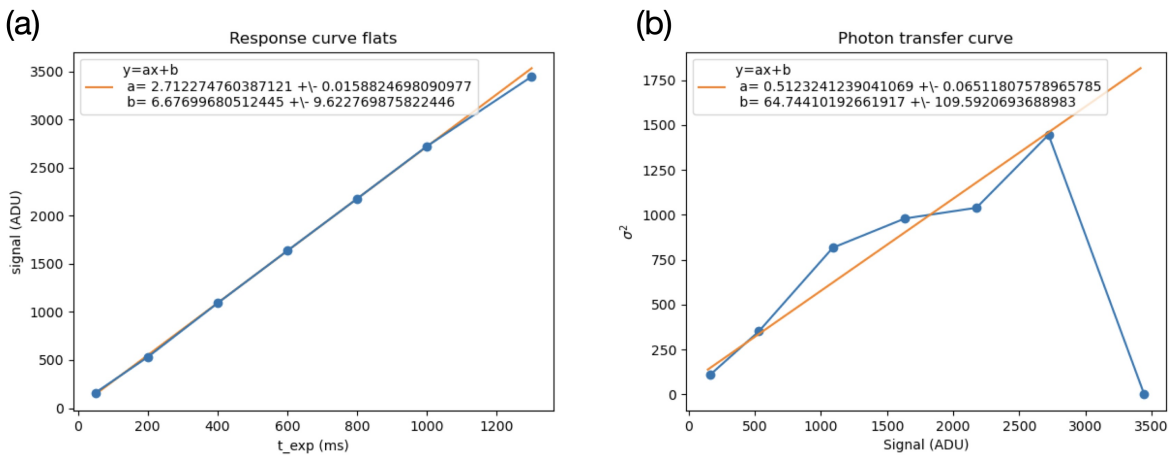 (a)
Response curve flats
y=ax+b
a= 2.712274760387121 +\- 0.01588246980 90977
b= 6.67699680512445 +\- 9.622769875822446
signal (ADU)
3500
3000
2500
2000
1500
1000
500
0
0 200 400 600 800 1000 1200
t_exp (ms)
(b)
Photon transfer curve
y=ax+b
a= 0.5123241239041069 +\- 0.06511807578965785
b= 64.74410192661917 +\- 109.5920693688983
σ²
1750
1500
1250
1000
750
500
250
0
0 500 1000 1500 2000 2500 3000 3500
Signal (ADU)